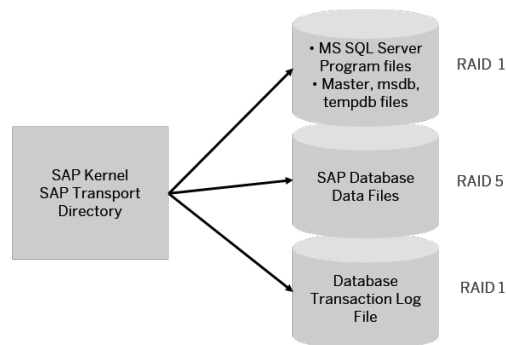 • MS SQL Server
Program files
• Master, msdb,
tempdb files
RAID 1
SAP Kernel
SAP Transport
Directory
SAP Database
Data Files
RAID 5
Database
Transaction Log
File
RAID 1